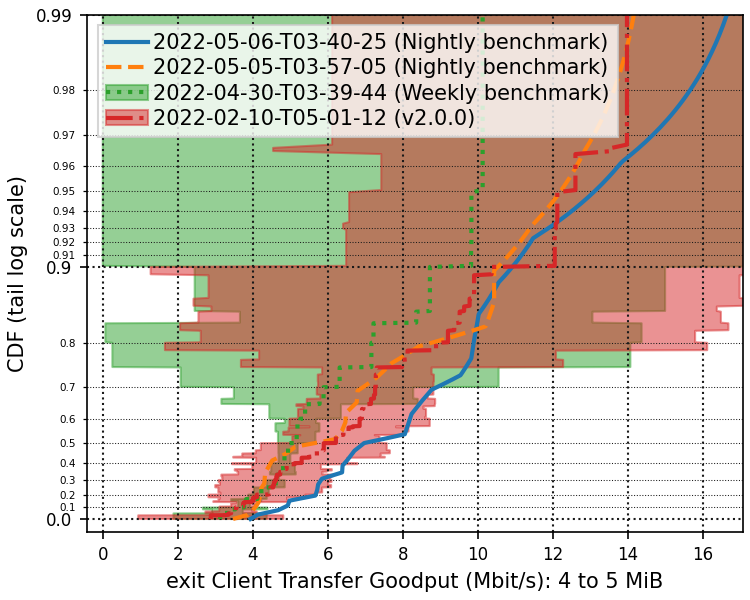 0.99
2022-05-06-T03-40-25 (Nightly benchmark)
2022-05-05-T03-57-05 (Nightly benchmark)
2022-04-30-T03-39-44 (Weekly benchmark)
2022-02-10-T05-01-12 (v2.0.0)
0.98
0.97
0.96
0.95
0.94
0.93
0.92
0.91
0.9
0.8
0.7
0.6
0.5
0.4
0.3
0.2
0.1
0.0
CDF (tail log scale)
0 2 4 6 8 10 12 14 16
exit Client Transfer Goodput (Mbit/s): 4 to 5 MiB